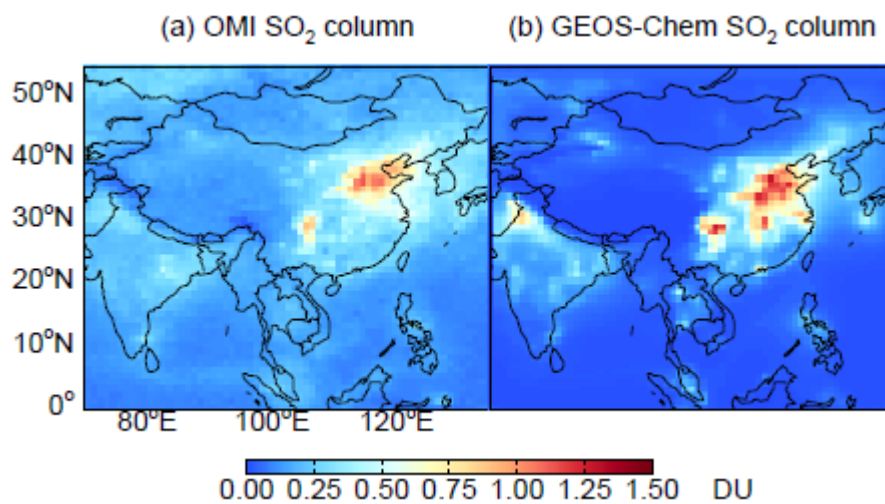 (a) OMI SO₂ column
(b) GEOS-Chem SO₂ column
50°N
40°N
30°N
20°N
10°N
0°
80°E 100°E 120°E
0.00 0.25 0.50 0.75 1.00 1.25 1.50 DU